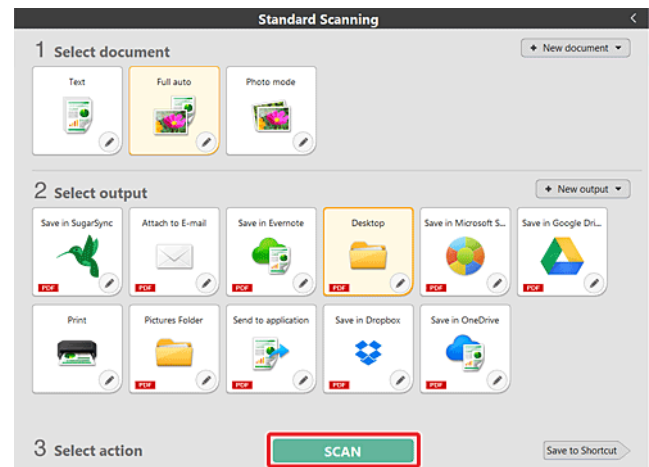 Standard Scanning
1 Select document
+ New document
Text
Full auto
Photo mode
2 Select output
+ New output
Save in SugarSync
Attach to E-mail
Save in Evernote
Desktop
Save in Microsoft S...
Save in Google Dri...
PDF
PDF
PDF
PDF
PDF
PDF
Print
Pictures Folder
Send to application
Save in Dropbox
Save in OneDrive
PDF
PDF
PDF
PDF
3 Select action
SCAN
Save to Shortcut